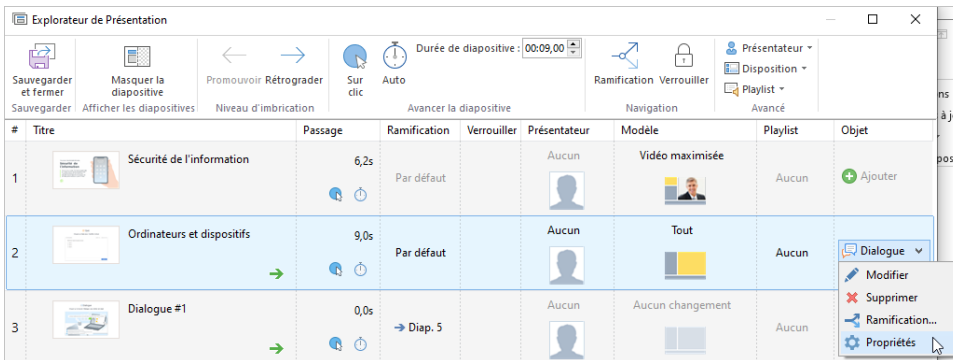 Explorateur de Présentation
Sauvegarder et fermer
Masquer la diapositive
Promouvoir Rétrograder
Sur clic
Auto
Durée de diapositive : 00:09,00
Ramification Verrouiller
Présentateur
Disposition
Playlist
Sauvegarder Afficher les diapositives Niveau d'imbrication Avancer la diapositive Navigation Avancé
# Titre Passage Ramification Verrouiller Présentateur Modèle Playlist Objet
1 Sécurité de l'information 6,2s Par défaut Aucun Vidéo maximisée Aucun Ajouter
2 Ordinateurs et dispositifs 9,0s Par défaut Aucun Tout Aucun Dialogue
Modifier
Supprimer
Ramification...
Propriétés
3 Dialogue #1 0,0s Diap. 5 Aucun Aucun changement Aucun